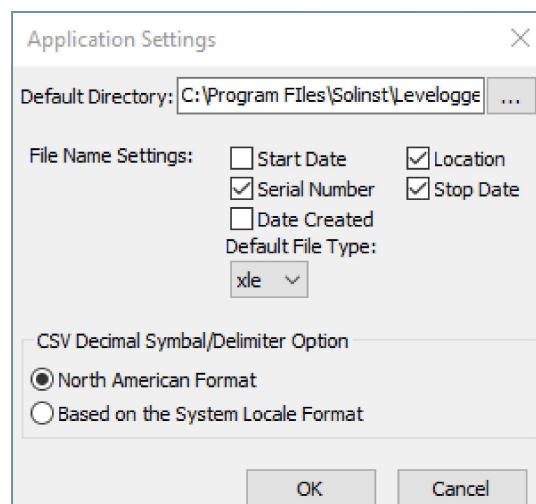 Application Settings
Default Directory: C:\Program FIles\Solinst\Levelogge ...
File Name Settings: Start Date Location
Serial Number Stop Date
Date Created
Default File Type:
xle
CSV Decimal Symbol/Delimiter Option
North American Format
Based on the System Locale Format
OK Cancel